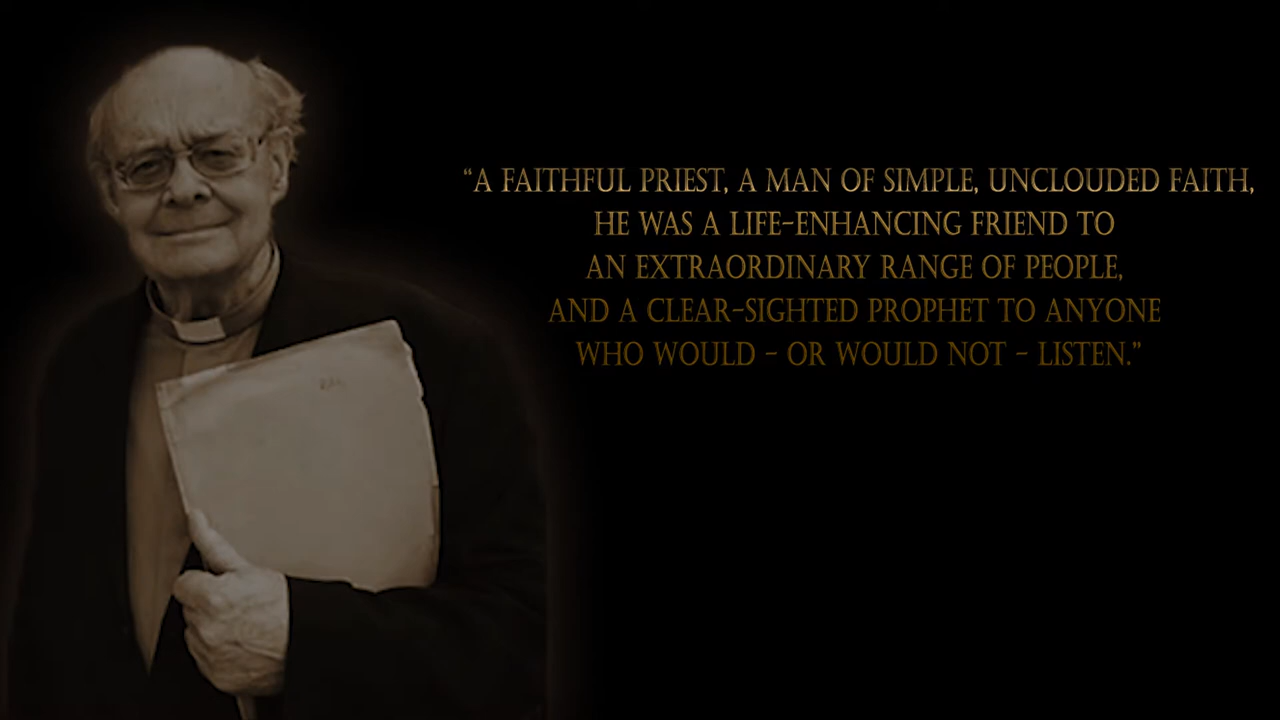 “A FAITHFUL PRIEST, A MAN OF SIMPLE, UNCLOUDED FAITH,
HE WAS A LIFE-ENHANCING FRIEND TO
AN EXTRAORDINARY RANGE OF PEOPLE,
AND A CLEAR-SIGHTED PROPHET TO ANYONE
WHO WOULD – OR WOULD NOT – LISTEN.”